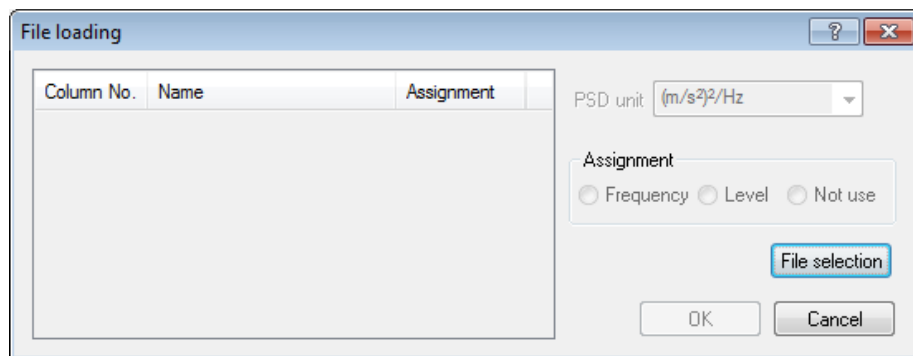 File loading
Column No. Name Assignment
PSD unit (m/s²)²/Hz
Assignment
Frequency Level Not use
File selection
OK Cancel